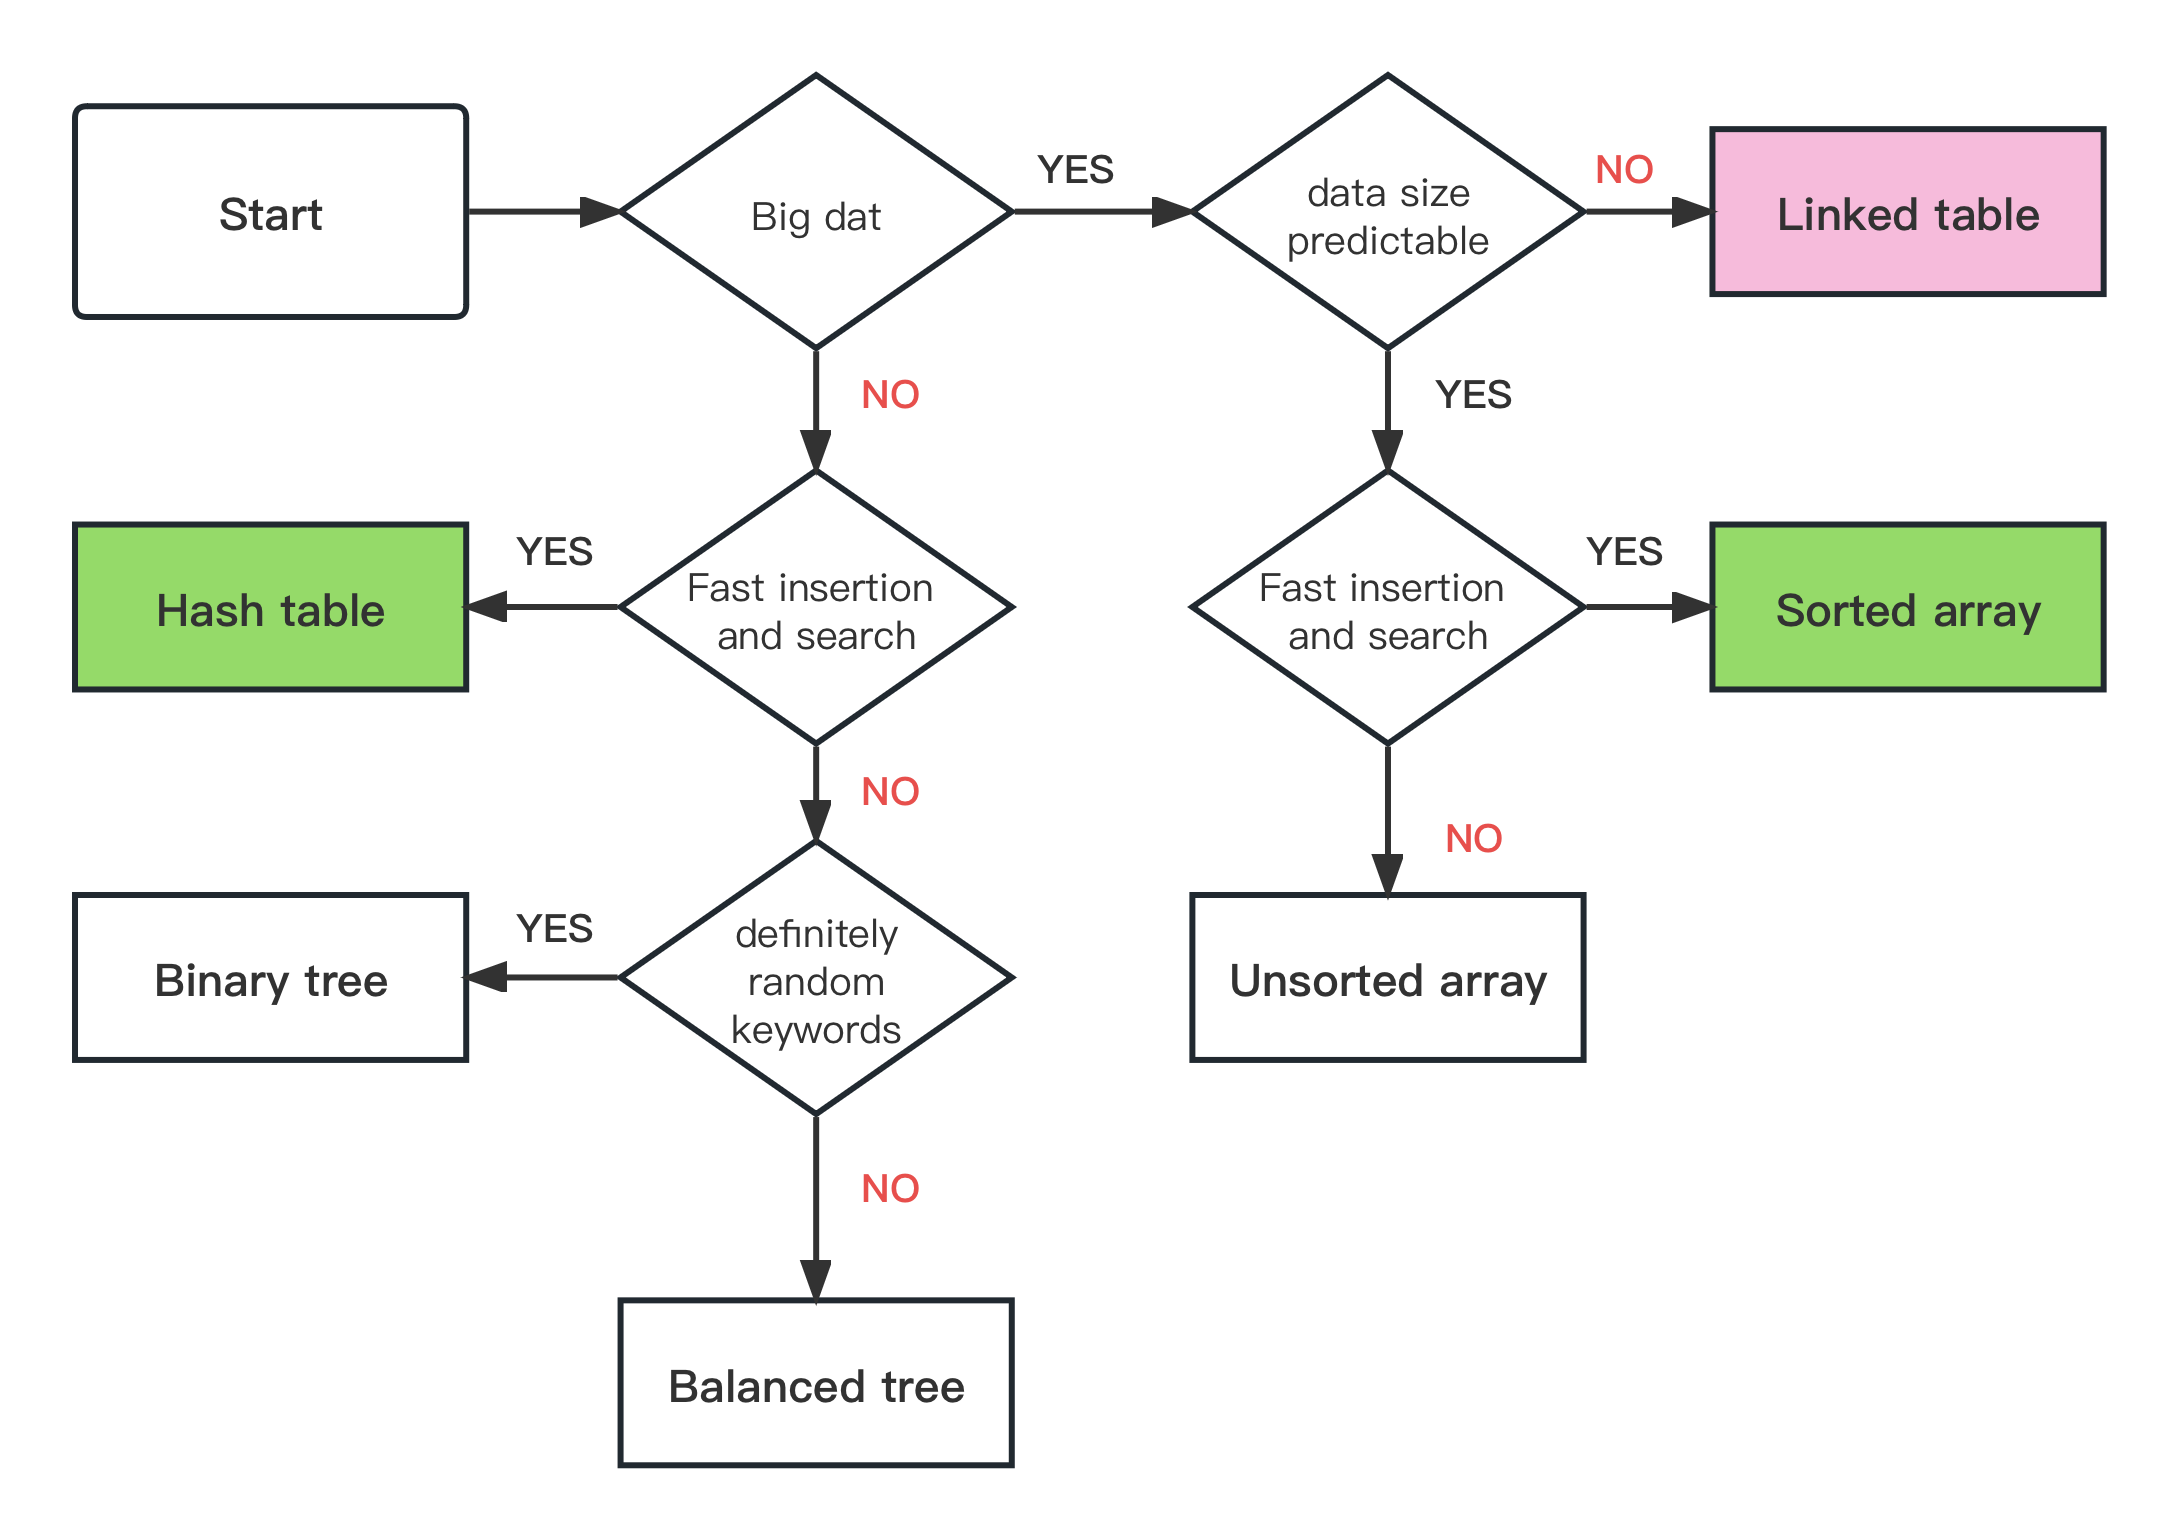 Start
Big dat
YES
data size
predictable
NO
Linked table
NO
YES
Hash table
YES
Fast insertion
and search
Fast insertion
and search
YES
Sorted array
NO
NO
Binary tree
YES
definitely
random
keywords
Unsorted array
NO
Balanced tree